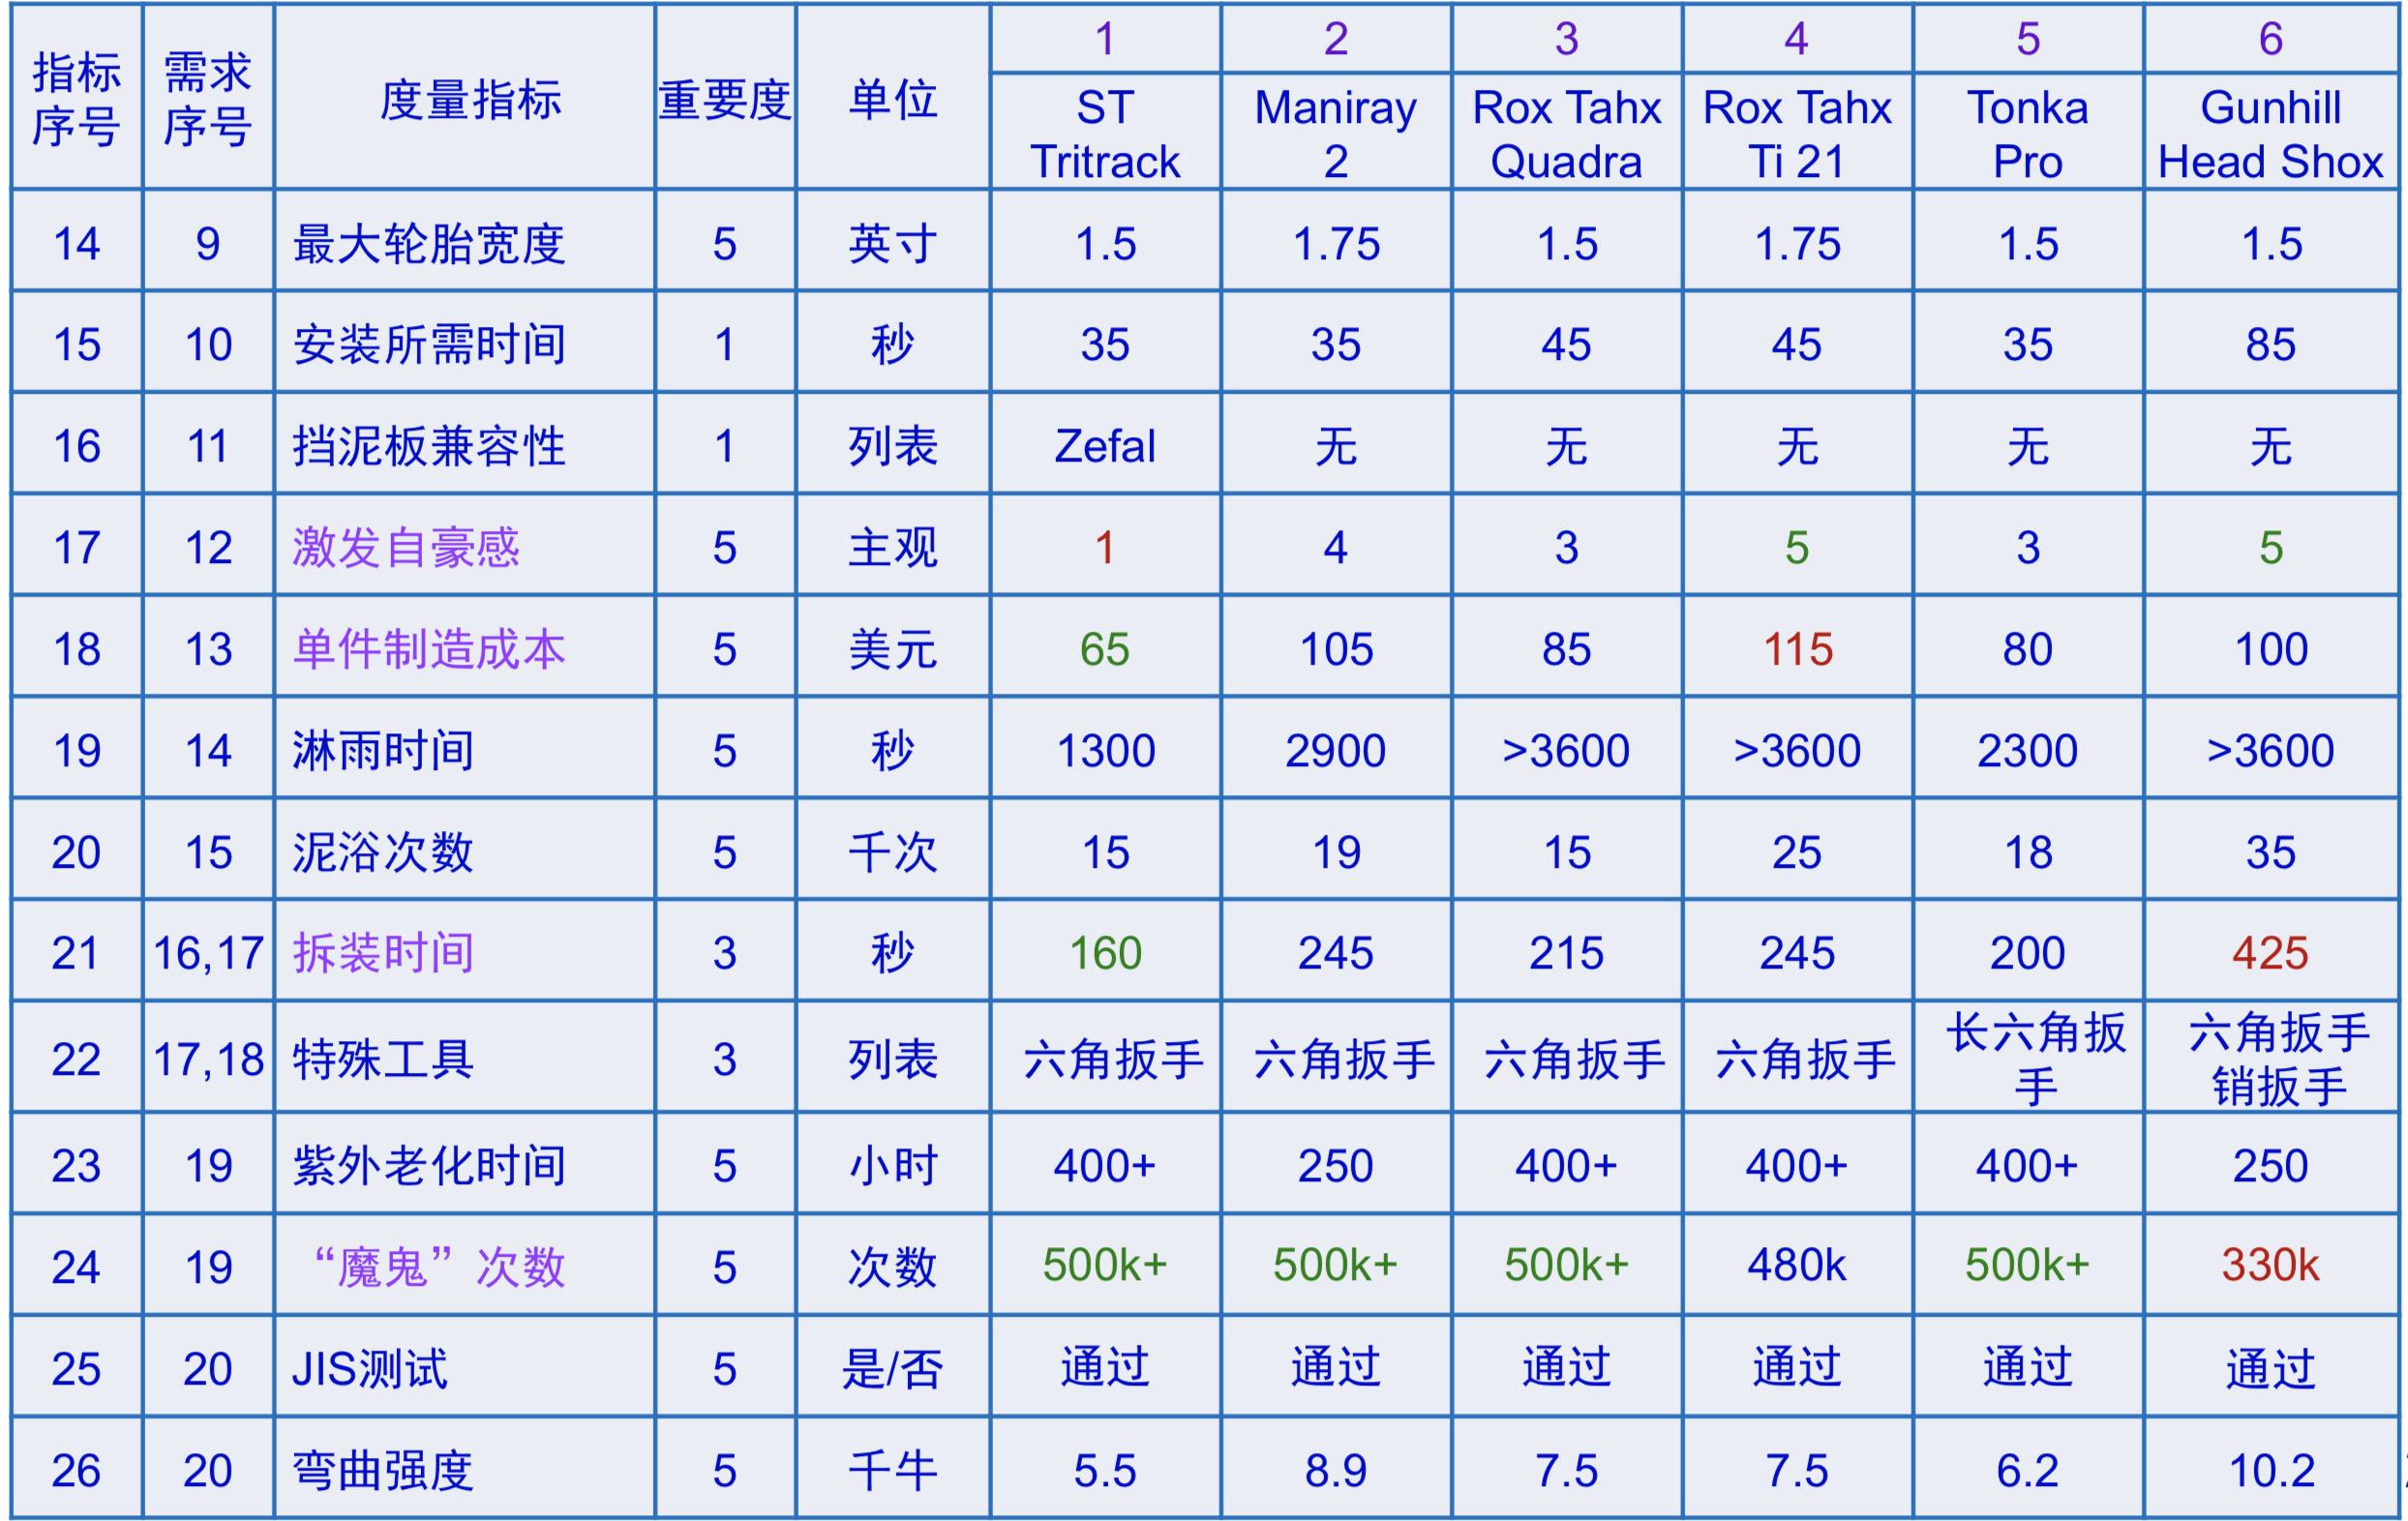 指标序号 需求序号 度量指标 重要度 单位 1 2 3 4 5 6
ST Tritrack Maniray 2 Rox Tahx Quadra Rox Tahx Ti 21 Tonka Pro Gunhill Head Shox
14 9 最大轮胎宽度 5 英寸 1.5 1.75 1.5 1.75 1.5 1.5
15 10 安装所需时间 1 秒 35 35 45 45 35 85
16 11 挡泥板兼容性 1 列表 Zefal 无 无 无 无 无
17 12 激发自豪感 5 主观 1 4 3 5 3 5
18 13 单件制造成本 5 美元 65 105 85 115 80 100
19 14 淋雨时间 5 秒 1300 2900 >3600 >3600 2300 >3600
20 15 泥浴次数 5 千次 15 19 15 25 18 35
21 16,17 拆装时间 3 秒 160 245 215 245 200 425
22 17,18 特殊工具 3 列表 六角扳手 六角扳手 六角扳手 六角扳手 长六角扳手 六角扳手销扳手
23 19 紫外老化时间 5 小时 400+ 250 400+ 400+ 400+ 250
24 19 “魔鬼”次数 5 次数 500k+ 500k+ 500k+ 480k 500k+ 330k
25 20 JIS测试 5 是/否 通过 通过 通过 通过 通过 通过
26 20 弯曲强度 5 千牛 5.5 8.9 7.5 7.5 6.2 10.2